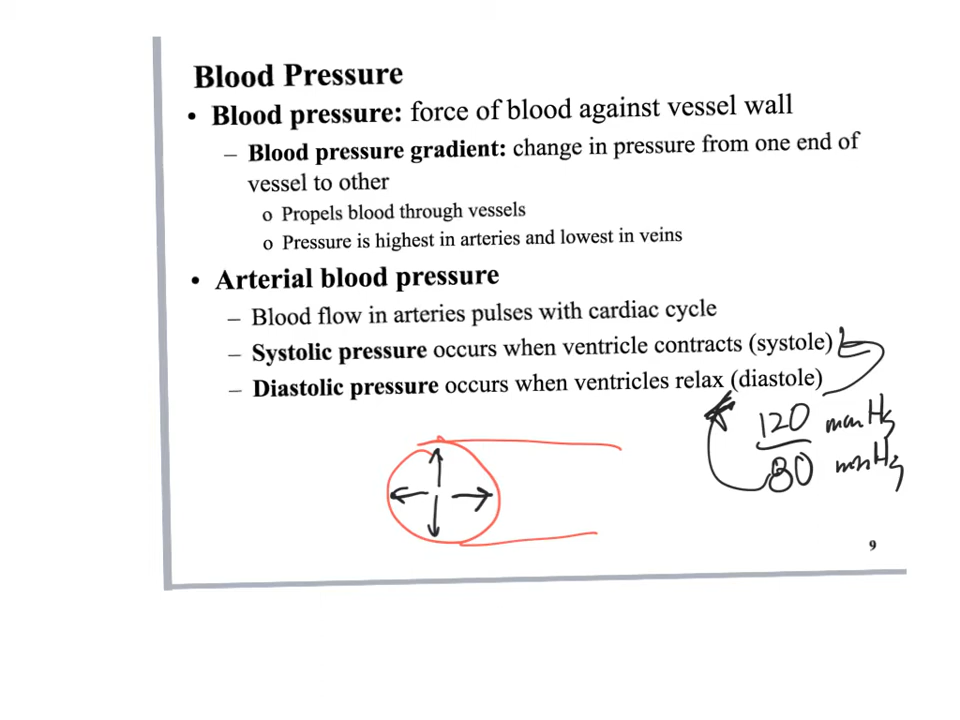 Blood Pressure
• Blood pressure: force of blood against vessel wall
– Blood pressure gradient: change in pressure from one end of
vessel to other
o Propels blood through vessels
o Pressure is highest in arteries and lowest in veins
• Arterial blood pressure
– Blood flow in arteries pulses with cardiac cycle
– Systolic pressure occurs when ventricle contracts (systole)
– Diastolic pressure occurs when ventricles relax (diastole)
120 mmHg
80 mmHg
9